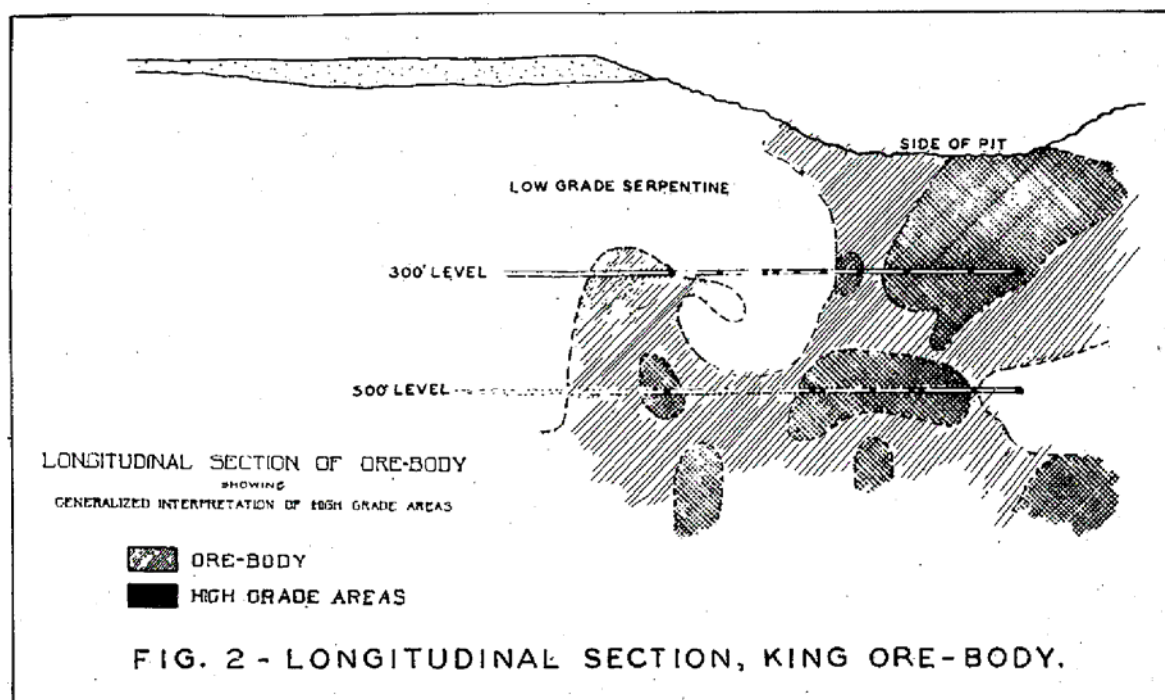 SIDE OF PIT
LOW GRADE SERPENTINE
300' LEVEL
500' LEVEL
LONGITUDINAL SECTION OF ORE-BODY
SHOWING
GENERALIZED INTERPRETATION OF HIGH GRADE AREAS
ORE-BODY
HIGH GRADE AREAS
FIG. 2 - LONGITUDINAL SECTION, KING ORE-BODY.